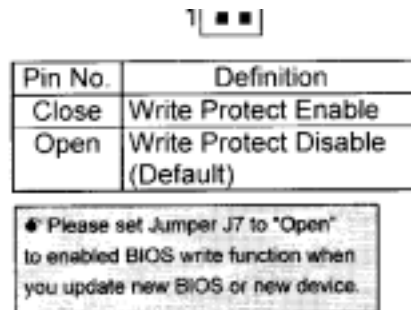 1
Pin No. Definition
Close Write Protect Enable
Open Write Protect Disable
(Default)
Please set Jumper J7 to "Open"
to enabled BIOS write function when
you update new BIOS or new device.